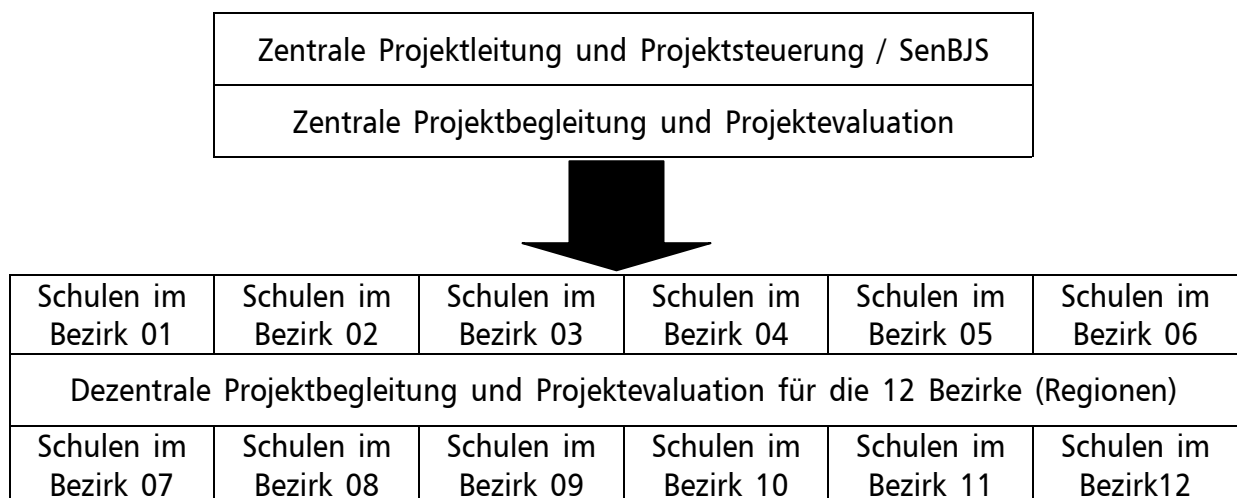 Zentrale Projektleitung und Projektsteuerung / SenBJS
Zentrale Projektbegleitung und Projektevaluation
Schulen im
Bezirk 01
Schulen im
Bezirk 02
Schulen im
Bezirk 03
Schulen im
Bezirk 04
Schulen im
Bezirk 05
Schulen im
Bezirk 06
Dezentrale Projektbegleitung und Projektevaluation für die 12 Bezirke (Regionen)
Schulen im
Bezirk 07
Schulen im
Bezirk 08
Schulen im
Bezirk 09
Schulen im
Bezirk 10
Schulen im
Bezirk 11
Schulen im
Bezirk12